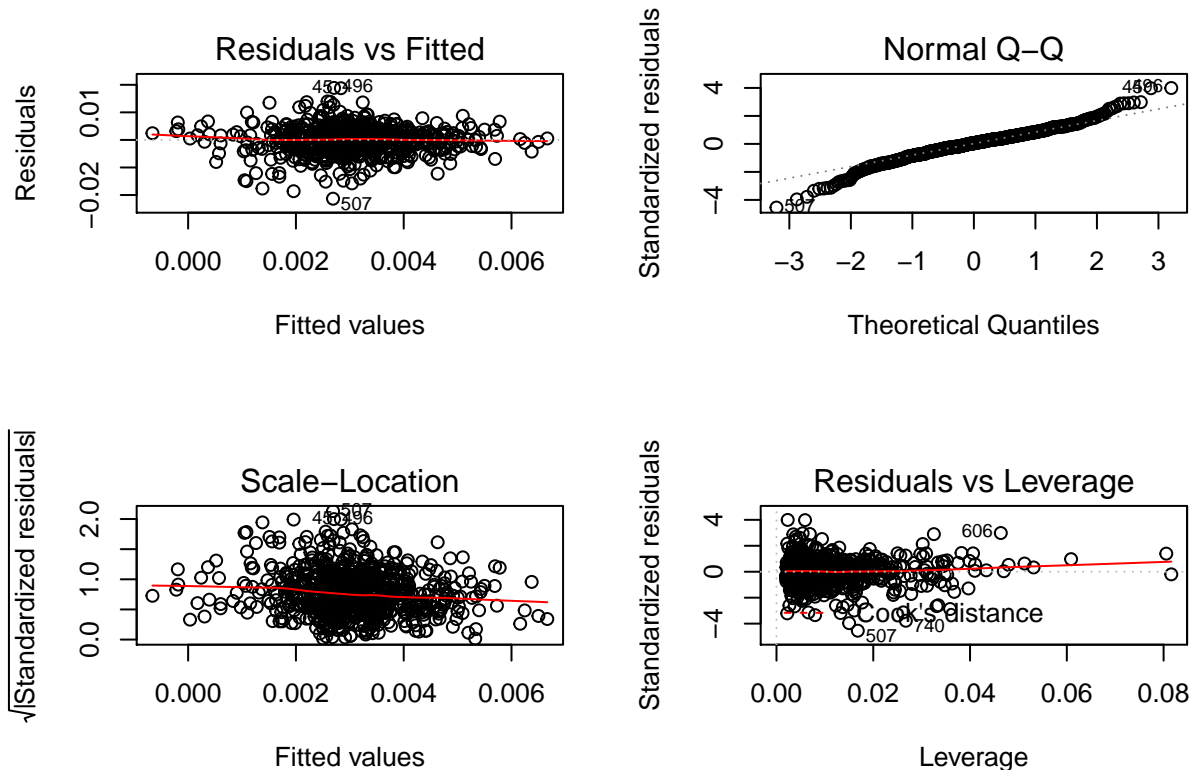 Residuals vs Fitted
Residuals
0.01
−0.02
496
507
0.000 0.002 0.004 0.006
Fitted values
Normal Q−Q
Standardized residuals
4
0
−4
496
507
−3 −2 −1 0 1 2 3
Theoretical Quantiles
Scale−Location
√|Standardized residuals|
2.0
1.0
0.0
507
496
0.000 0.002 0.004 0.006
Fitted values
Residuals vs Leverage
Standardized residuals
4
0
−4
606
Cook's distance
740
507
0.00 0.02 0.04 0.06 0.08
Leverage